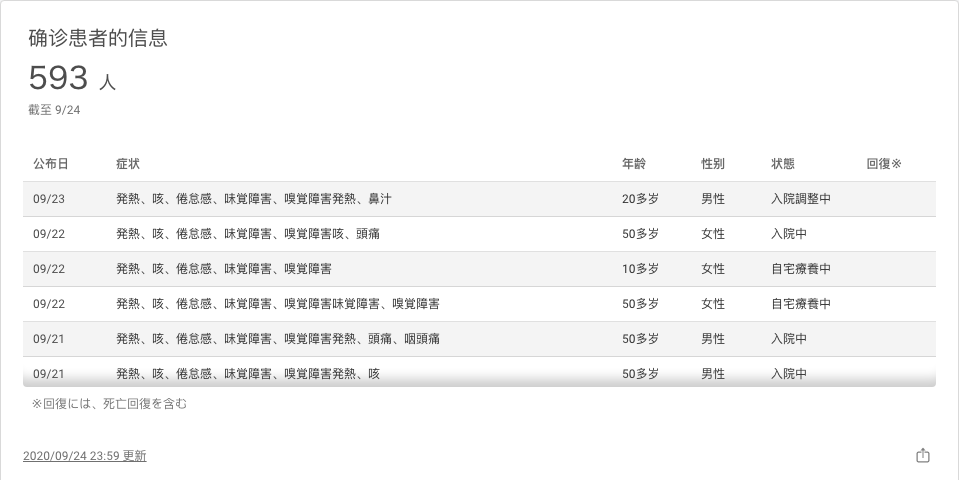 确诊患者的信息
593 人
截至 9/24
公布日 症状 年龄 性别 状態 回復※
09/23 発熱、咳、倦怠感、味覚障害、嗅覚障害発熱、鼻汁 20多岁 男性 入院調整中
09/22 発熱、咳、倦怠感、味覚障害、嗅覚障害咳、頭痛 50多岁 女性 入院中
09/22 発熱、咳、倦怠感、味覚障害、嗅覚障害 10多岁 女性 自宅療養中
09/22 発熱、咳、倦怠感、味覚障害、嗅覚障害味覚障害、嗅覚障害 50多岁 女性 自宅療養中
09/21 発熱、咳、倦怠感、味覚障害、嗅覚障害発熱、頭痛、咽頭痛 50多岁 男性 入院中
09/21 発熱、咳、倦怠感、味覚障害、嗅覚障害発熱、咳 50多岁 男性 入院中
※回復には、死亡回復を含む
2020/09/24 23:59 更新